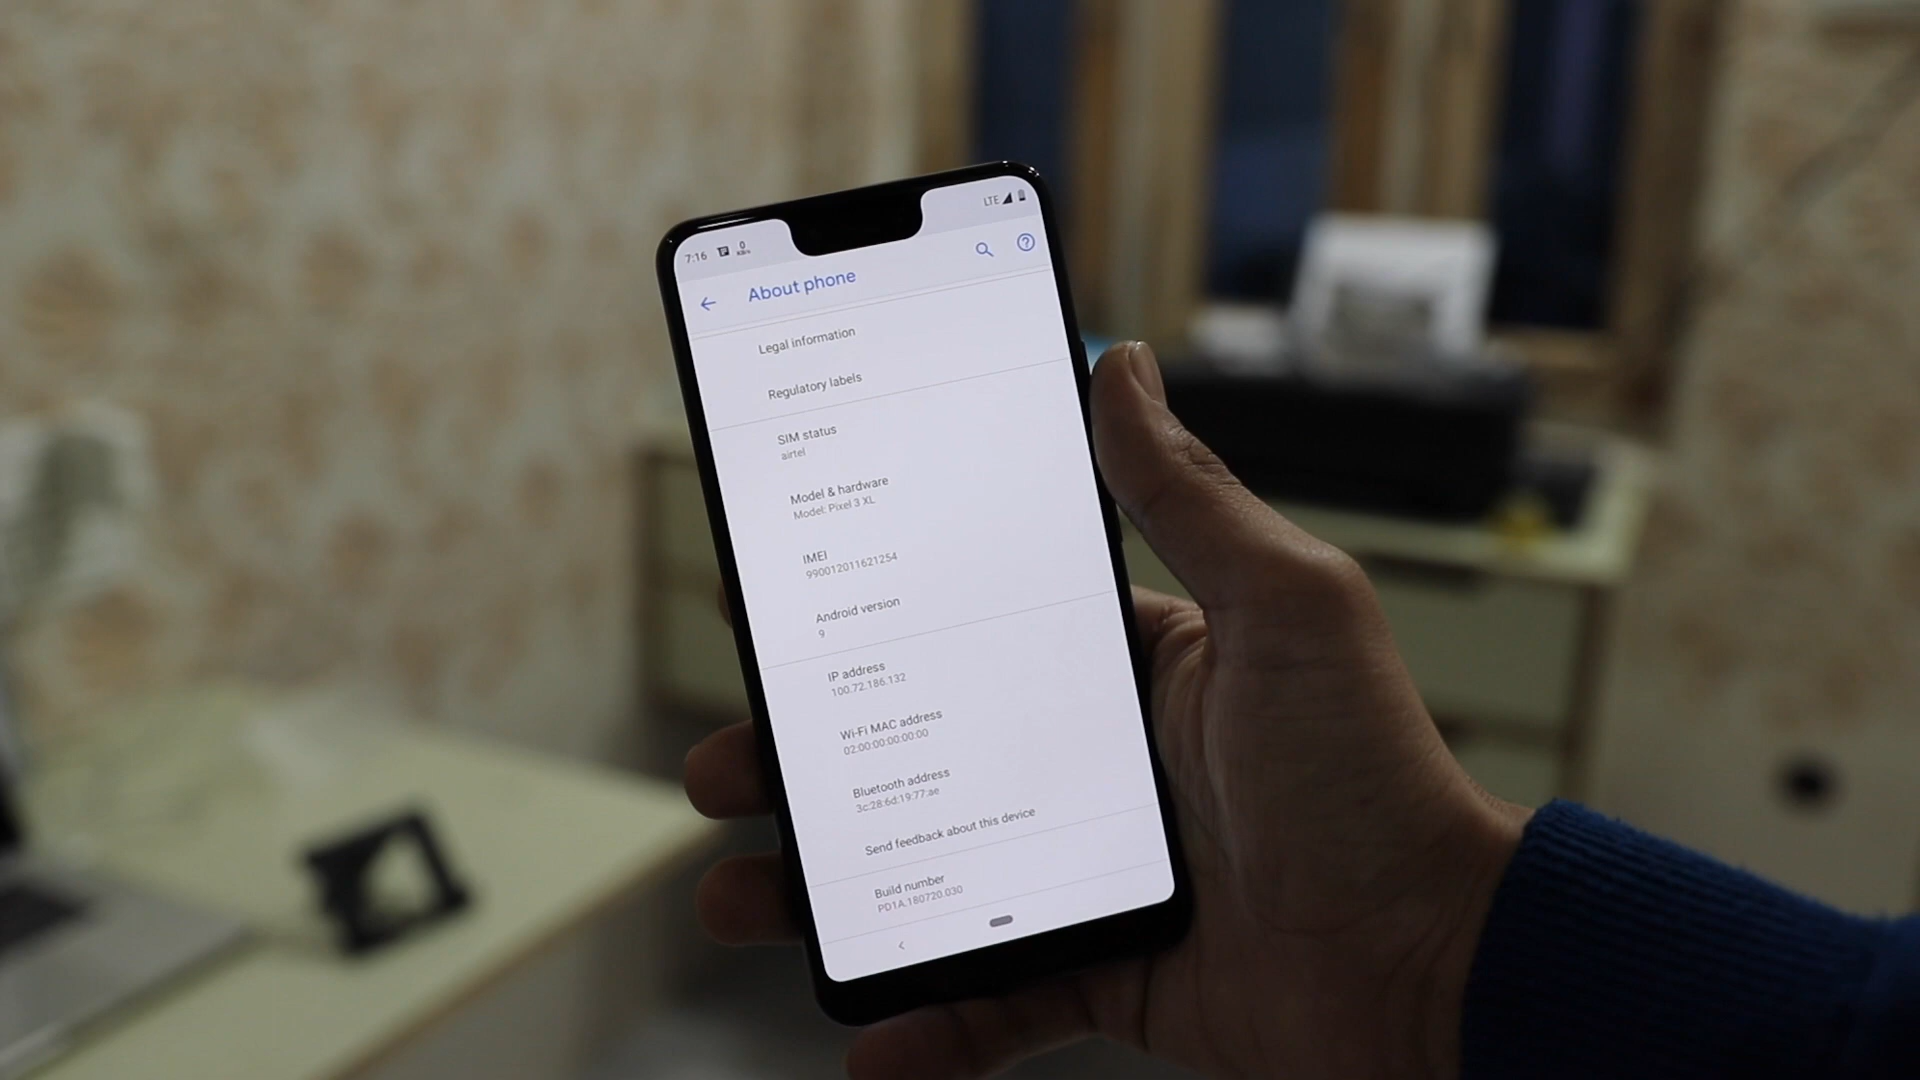 7:16 0 KB/s LTE
About phone
Legal information
Regulatory labels
SIM status
airtel
Model & hardware
Model: Pixel 3 XL
IMEI
990012011621254
Android version
9
IP address
100.72.186.132
Wi-Fi MAC address
02:00:00:00:00:00
Bluetooth address
3c:28:6d:19:77:ae
Send feedback about this device
Build number
PD1A.180720.030